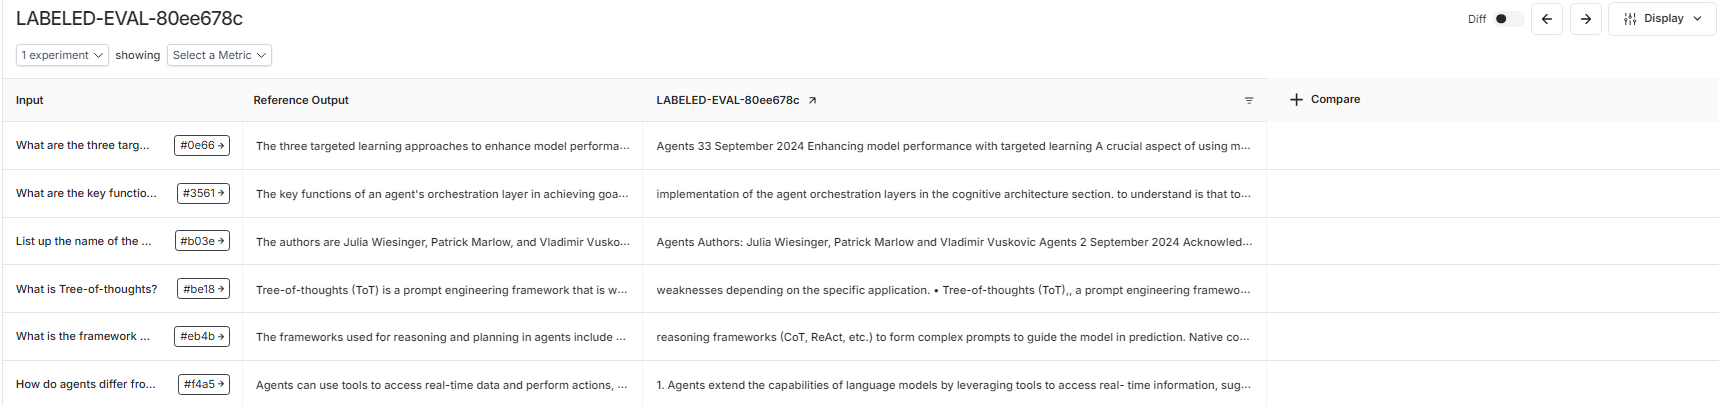 LABELED-EVAL-80ee678c
Diff
Display
1 experiment showing Select a Metric
Input Reference Output LABELED-EVAL-80ee678c Compare
What are the three targ... #0e66 The three targeted learning approaches to enhance model performa... Agents 33 September 2024 Enhancing model performance with targeted learning A crucial aspect of using m...
What are the key functio... #3561 The key functions of an agent's orchestration layer in achieving goa... implementation of the agent orchestration layers in the cognitive architecture section. to understand is that to...
List up the name of the ... #b03e The authors are Julia Wiesinger, Patrick Marlow, and Vladimir Vusko... Agents Authors: Julia Wiesinger, Patrick Marlow and Vladimir Vuskovic Agents 2 September 2024 Acknowled...
What is Tree-of-thoughts? #be18 Tree-of-thoughts (ToT) is a prompt engineering framework that is w... weaknesses depending on the specific application. • Tree-of-thoughts (ToT),, a prompt engineering framewo...
What is the framework ... #eb4b The frameworks used for reasoning and planning in agents include ... reasoning frameworks (CoT, ReAct, etc.) to form complex prompts to guide the model in prediction. Native co...
How do agents differ fro... #f4a5 Agents can use tools to access real-time data and perform actions, ... 1. Agents extend the capabilities of language models by leveraging tools to access real- time information, sug...